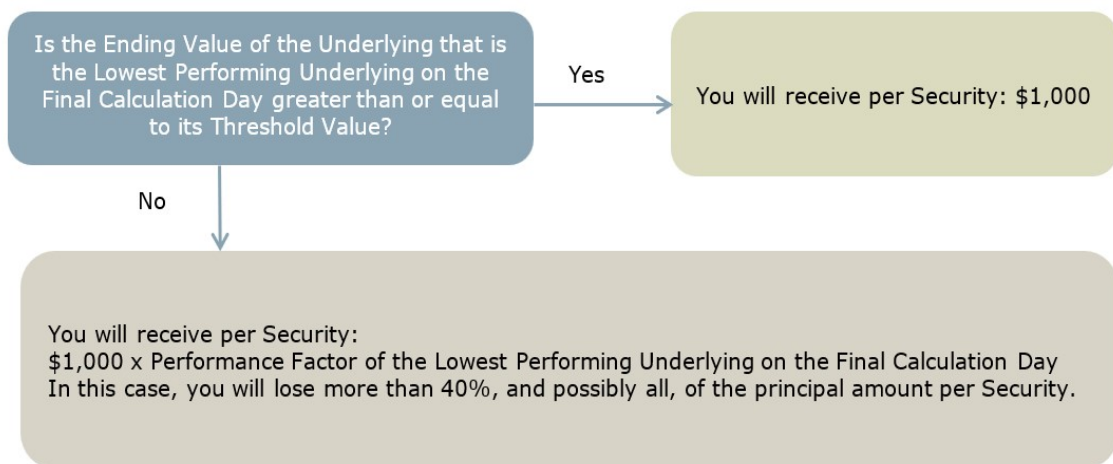 Is the Ending Value of the Underlying that is
the Lowest Performing Underlying on the
Final Calculation Day greater than or equal
to its Threshold Value?
Yes
You will receive per Security: $1,000
No
You will receive per Security:
$1,000 x Performance Factor of the Lowest Performing Underlying on the Final Calculation Day
In this case, you will lose more than 40%, and possibly all, of the principal amount per Security.